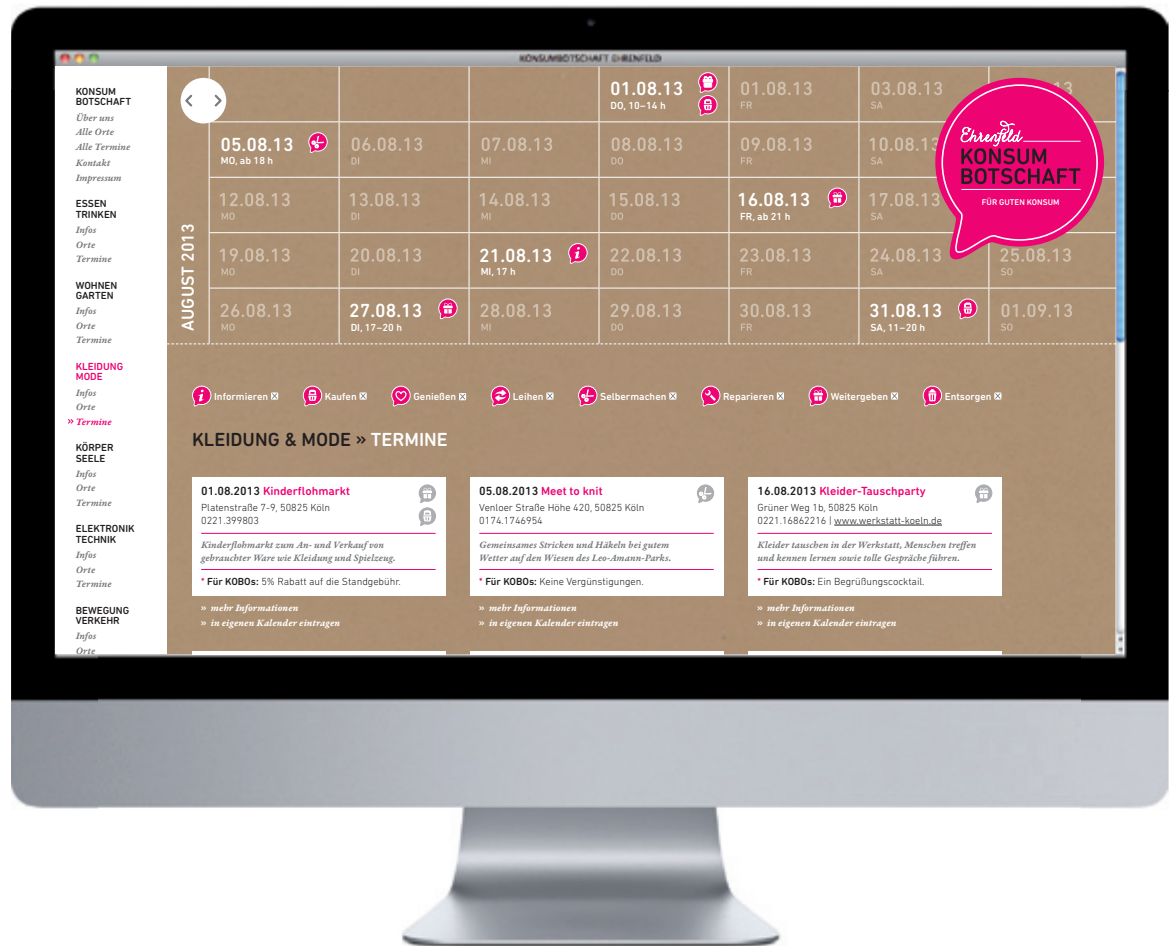 KONSUMBOTSCHAFT EHRENFELD
KONSUM
BOTSCHAFT
Über uns
Alle Orte
Alle Termine
Kontakt
Impressum
ESSEN
TRINKEN
Infos
Orte
Termine
WOHNEN
GARTEN
Infos
Orte
Termine
KLEIDUNG
MODE
Infos
Orte
» Termine
KÖRPER
SEELE
Infos
Orte
Termine
ELEKTRONIK
TECHNIK
Infos
Orte
Termine
BEWEGUNG
VERKEHR
Infos
Orte
AUGUST 2013
01.08.13 01.08.13 03.08.13
DO, 10–14 h FR SA
05.08.13 06.08.13 07.08.13 08.08.13 09.08.13 10.08.13
MO, ab 18 h DI MI DO FR SA
12.08.13 13.08.13 14.08.13 15.08.13 16.08.13 17.08.13
MO DI MI DO FR, ab 21 h SA
19.08.13 20.08.13 21.08.13 22.08.13 23.08.13 24.08.13 25.08.13
MO DI MI, 17 h DO FR SA SO
26.08.13 27.08.13 28.08.13 29.08.13 30.08.13 31.08.13 01.09.13
MO DI, 17–20 h MI DO FR SA, 11–20 h SO
Ehrenfeld
KONSUM
BOTSCHAFT
FÜR GUTEN KONSUM
Informieren Kaufen Genießen Leihen Selbermachen Reparieren Weitergeben Entsorgen
KLEIDUNG & MODE » TERMINE
01.08.2013 Kinderflohmarkt
Platenstraße 7-9, 50825 Köln
0221.399803
Kinderflohmarkt zum An- und Verkauf von
gebrauchter Ware wie Kleidung und Spielzeug.
* Für KOBOs: 5% Rabatt auf die Standgebühr.
» mehr Informationen
» in eigenen Kalender eintragen
05.08.2013 Meet to knit
Venloer Straße Höhe 420, 50825 Köln
0174.1746954
Gemeinsames Stricken und Häkeln bei gutem
Wetter auf den Wiesen des Leo-Amann-Parks.
* Für KOBOs: Keine Vergünstigungen.
» mehr Informationen
» in eigenen Kalender eintragen
16.08.2013 Kleider-Tauschparty
Grüner Weg 1b, 50825 Köln
0221.16862216 | www.werkstatt-koeln.de
Kleider tauschen in der Werkstatt, Menschen treffen
und kennen lernen sowie tolle Gespräche führen.
* Für KOBOs: Ein Begrüßungscocktail.
» mehr Informationen
» in eigenen Kalender eintragen